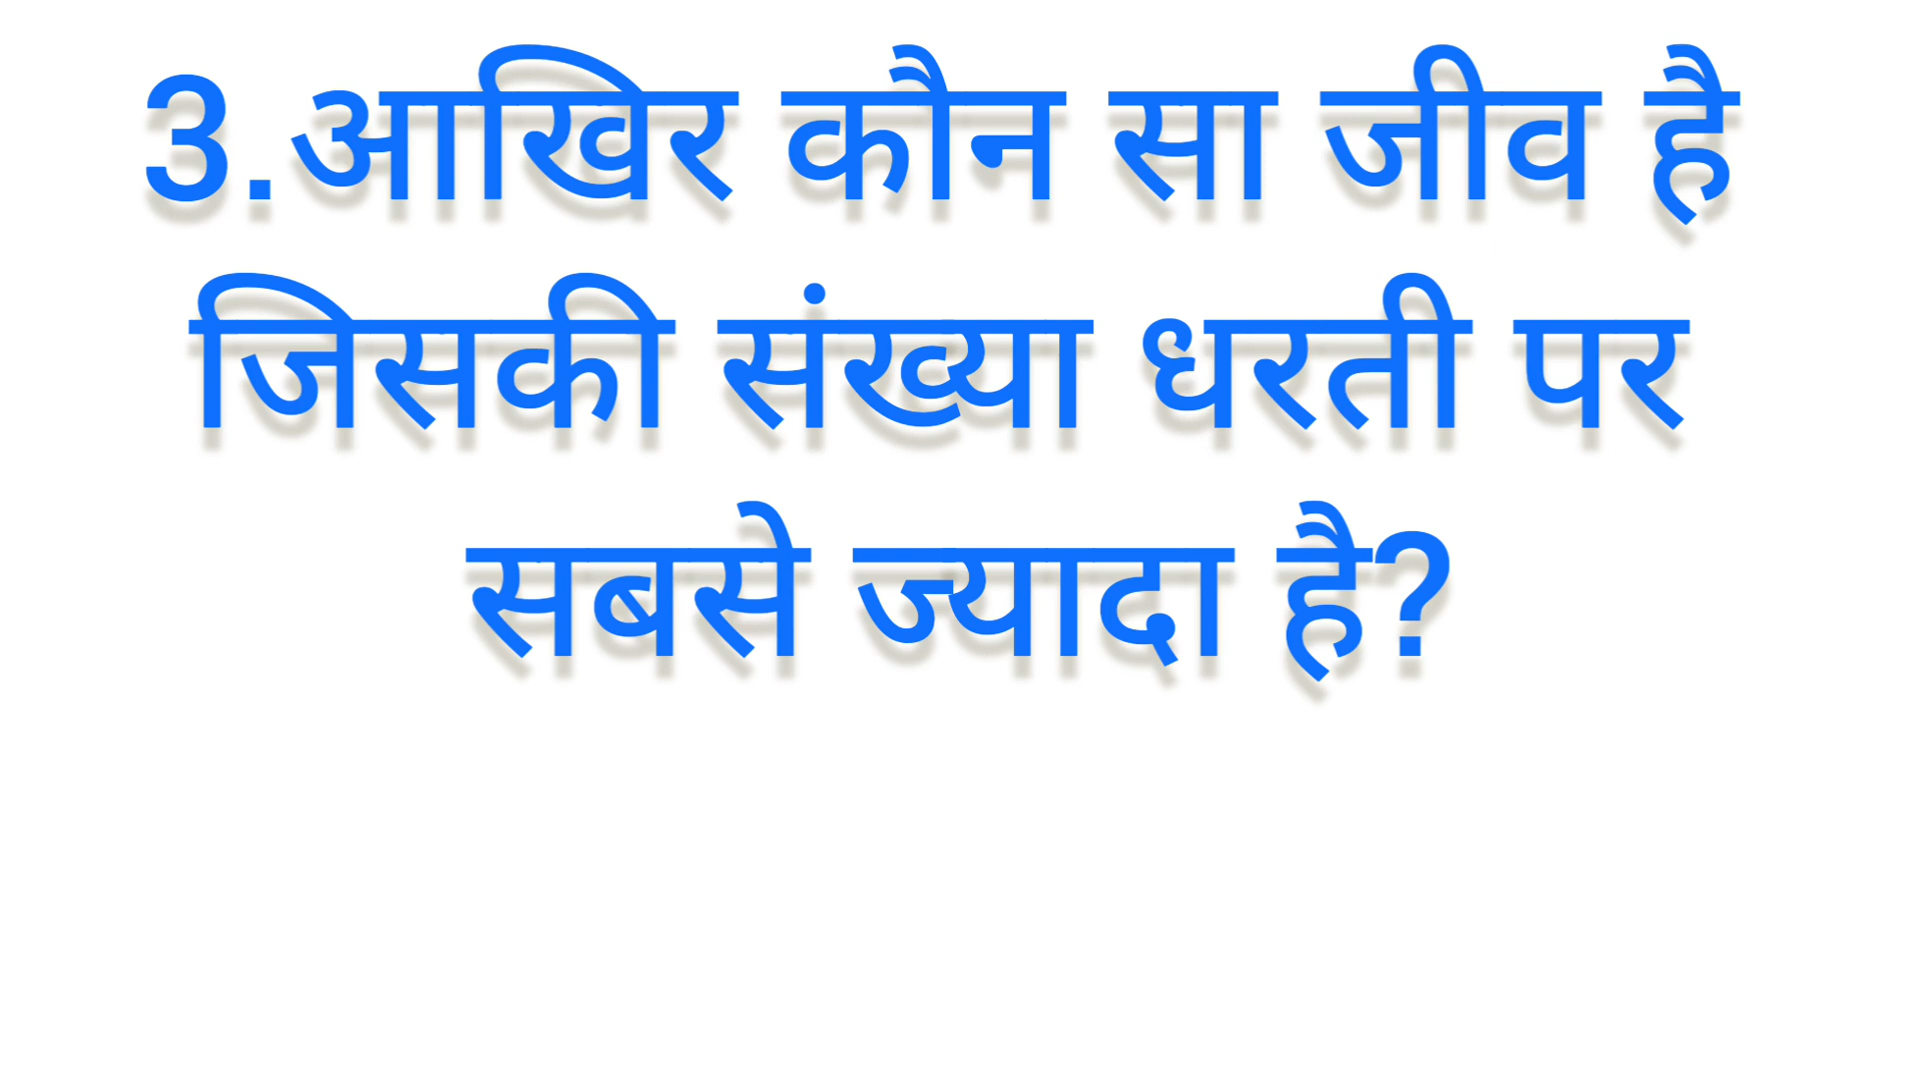 3.आखिर कौन सा जीव है
जिसकी संख्या धरती पर
सबसे ज्यादा है?